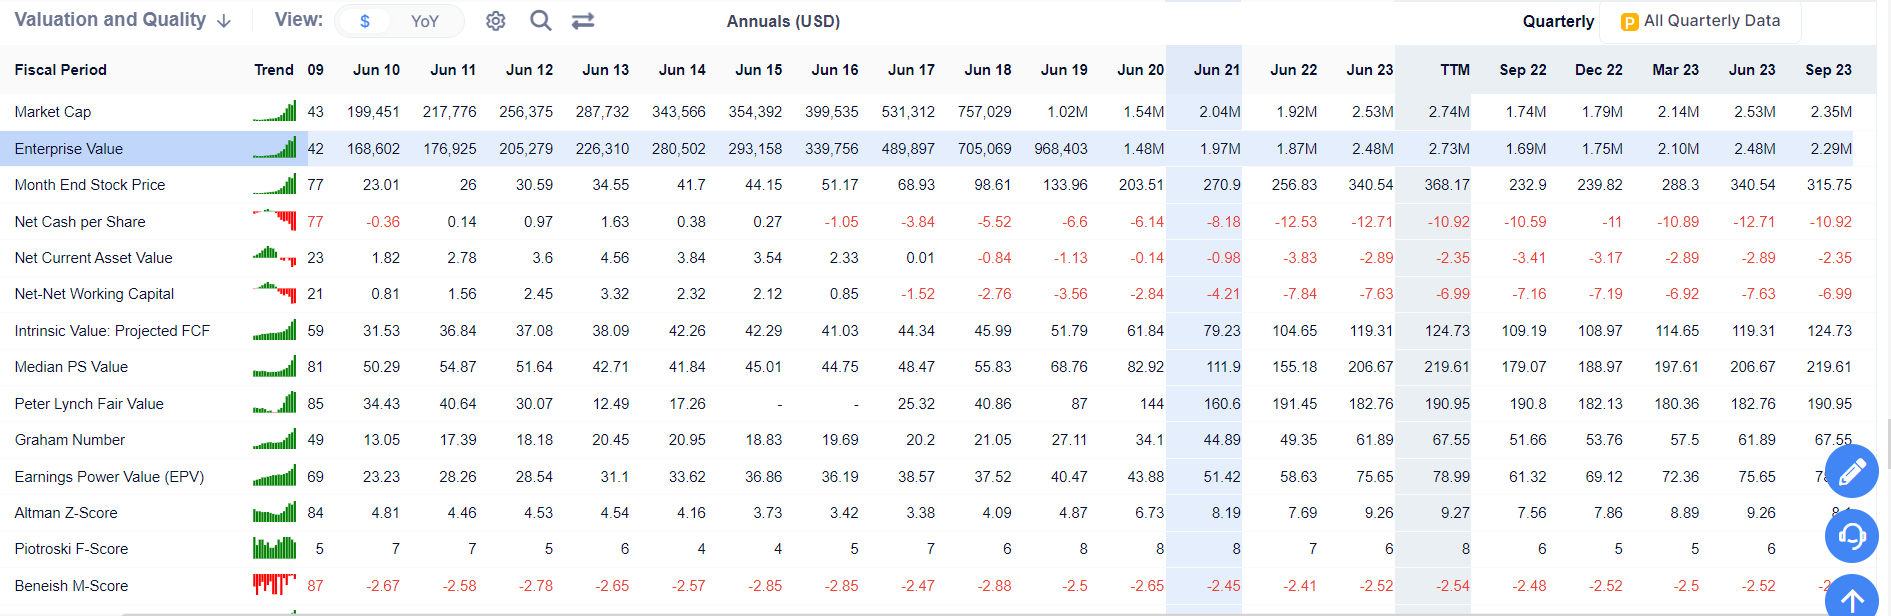 Valuation and Quality ↓ View: $ YoY Annuals (USD) Quarterly P All Quarterly Data
Fiscal Period Trend 09 Jun 10 Jun 11 Jun 12 Jun 13 Jun 14 Jun 15 Jun 16 Jun 17 Jun 18 Jun 19 Jun 20 Jun 21 Jun 22 Jun 23 TTM Sep 22 Dec 22 Mar 23 Jun 23 Sep 23
Market Cap 43 199,451 217,776 256,375 287,732 343,566 354,392 399,535 531,312 757,029 1.02M 1.54M 2.04M 1.92M 2.53M 2.74M 1.74M 1.79M 2.14M 2.53M 2.35M
Enterprise Value 42 168,602 176,925 205,279 226,310 280,502 293,158 339,756 489,897 705,069 968,403 1.48M 1.97M 1.87M 2.48M 2.73M 1.69M 1.75M 2.10M 2.48M 2.29M
Month End Stock Price 77 23.01 26 30.59 34.55 41.7 44.15 51.17 68.93 98.61 133.96 203.51 270.9 256.83 340.54 368.17 232.9 239.82 288.3 340.54 315.75
Net Cash per Share 77 -0.36 0.14 0.97 1.63 0.38 0.27 -1.05 -3.84 -5.52 -6.6 -6.14 -8.18 -12.53 -12.71 -10.92 -10.59 -11 -10.89 -12.71 -10.92
Net Current Asset Value 23 1.82 2.78 3.6 4.56 3.84 3.54 2.33 0.01 -0.84 -1.13 -0.14 -0.98 -3.83 -2.89 -2.35 -3.41 -3.17 -2.89 -2.89 -2.35
Net-Net Working Capital 21 0.81 1.56 2.45 3.32 2.32 2.12 0.85 -1.52 -2.76 -3.56 -2.84 -4.21 -7.84 -7.63 -6.99 -7.16 -7.19 -6.92 -7.63 -6.99
Intrinsic Value: Projected FCF 59 31.53 36.84 37.08 38.09 42.26 42.29 41.03 44.34 45.99 51.79 61.84 79.23 104.65 119.31 124.73 109.19 108.97 114.65 119.31 124.73
Median PS Value 81 50.29 54.87 51.64 42.71 41.84 45.01 44.75 48.47 55.83 68.76 82.92 111.9 155.18 206.67 219.61 179.07 188.97 197.61 206.67 219.61
Peter Lynch Fair Value 85 34.43 40.64 30.07 12.49 17.26 - - 25.32 40.86 87 144 160.6 191.45 182.76 190.95 190.8 182.13 180.36 182.76 190.95
Graham Number 49 13.05 17.39 18.18 20.45 20.95 18.83 19.69 20.2 21.05 27.11 34.1 44.89 49.35 61.89 67.55 51.66 53.76 57.5 61.89 67.55
Earnings Power Value (EPV) 69 23.23 28.26 28.54 31.1 33.62 36.86 36.19 38.57 37.52 40.47 43.88 51.42 58.63 75.65 78.99 61.32 69.12 72.36 75.65
Altman Z-Score 84 4.81 4.46 4.53 4.54 4.16 3.73 3.42 3.38 4.09 4.87 6.73 8.19 7.69 9.26 9.27 7.56 7.86 8.89 9.26
Piotroski F-Score 5 7 7 5 6 4 4 5 7 6 8 8 8 7 6 8 6 5 5 6
Beneish M-Score 87 -2.67 -2.58 -2.78 -2.65 -2.57 -2.85 -2.85 -2.47 -2.88 -2.5 -2.65 -2.45 -2.41 -2.52 -2.54 -2.48 -2.52 -2.5 -2.52